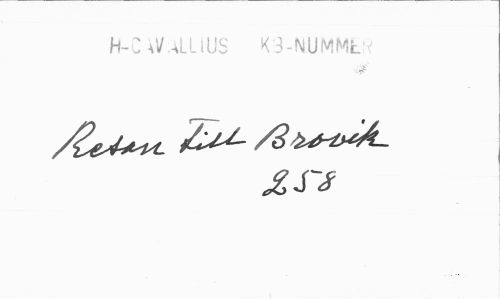 H-CAVALLIUS KB-NUMMER
Resan till Brovik
258